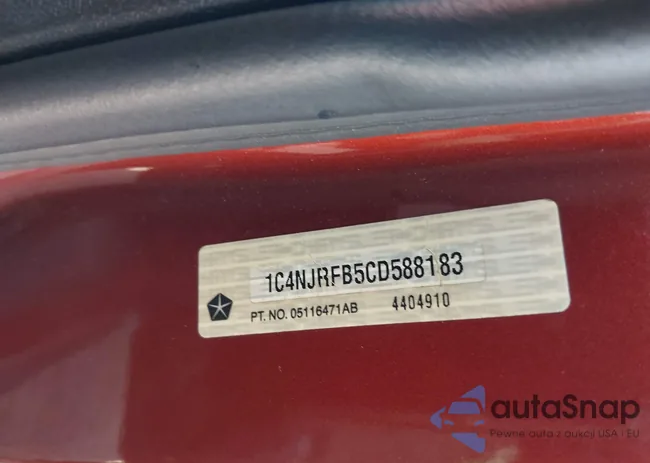 1C4NJRFB5CD588183
PT. NO. 05116471AB 4404910
autaSnap
Pewne auta z aukcji USA i EU